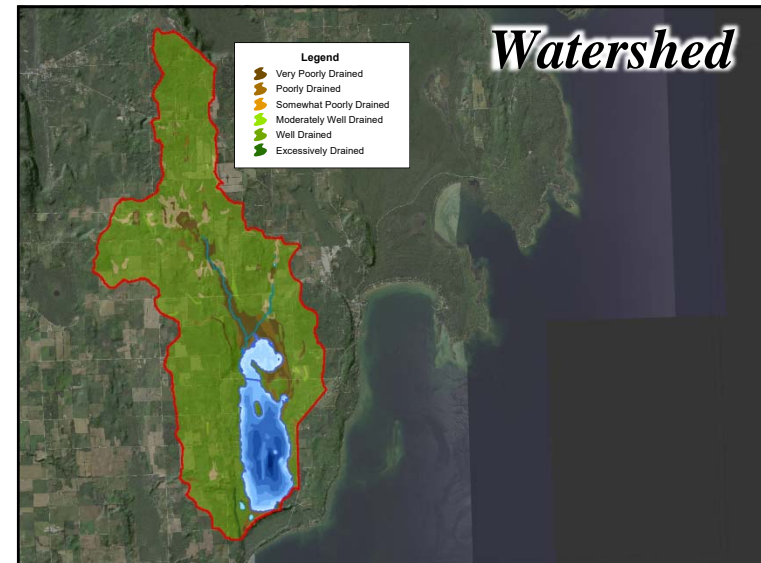 Watershed
Legend
Very Poorly Drained
Poorly Drained
Somewhat Poorly Drained
Moderately Well Drained
Well Drained
Excessively Drained